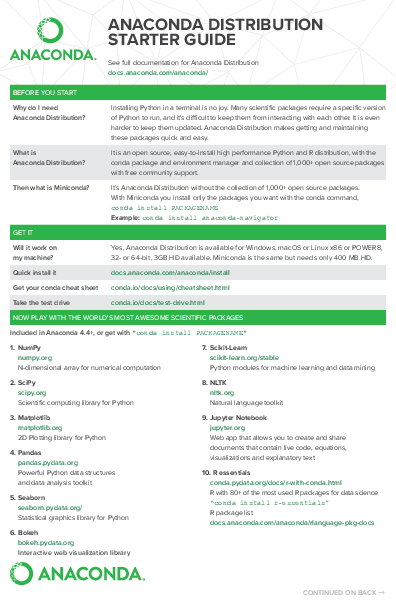 ANACONDA.
ANACONDA DISTRIBUTION
STARTER GUIDE
See full documentation for Anaconda Distribution
docs.anaconda.com/anaconda/
BEFORE YOU START
Why do I need
Anaconda Distribution?
Installing Python in a terminal is no joy. Many scientific packages require a specific version
of Python to run, and it's difficult to keep them from interacting with each other. It is even
harder to keep them updated. Anaconda Distribution makes getting and maintaining
these packages quick and easy.
What is
Anaconda Distribution?
It is an open source, easy-to-install high performance Python and R distribution, with the
conda package and environment manager and collection of 1,000+ open source packages
with free community support.
Then what is Miniconda?
It's Anaconda Distribution without the collection of 1,000+ open source packages.
With Miniconda you install only the packages you want with the conda command,
conda install PACKAGENAME
Example: conda install anaconda-navigator
GET IT
Will it work on
my machine?
Yes, Anaconda Distribution is available for Windows, macOS or Linux x86 or POWER8,
32- or 64-bit, 3GB HD available. Miniconda is the same but needs only 400 MB HD.
Quick install it
docs.anaconda.com/anaconda/install
Get your conda cheat sheet
conda.io/docs/using/cheatsheet.html
Take the test drive
conda.io/docs/test-drive.html
NOW PLAY WITH THE WORLD'S MOST AWESOME SCIENTIFIC PACKAGES
Included in Anaconda 4.4+, or get with "conda install PACKAGENAME"
1. NumPy
numpy.org
N-dimensional array for numerical computation
2. SciPy
scipy.org
Scientific computing library for Python
3. Matplotlib
matplotlib.org
2D Plotting library for Python
4. Pandas
pandas.pydata.org
Powerful Python data structures
and data analysis toolkit
5. Seaborn
seaborn.pydata.org/
Statistical graphics library for Python
6. Bokeh
bokeh.pydata.org
Interactive web visualization library
7. Scikit-Learn
scikit-learn.org/stable
Python modules for machine learning and data mining
8. NLTK
nltk.org
Natural language toolkit
9. Jupyter Notebook
jupyter.org
Web app that allows you to create and share
documents that contain live code, equations,
visualizations and explanatory text
10. R essentials
conda.pydata.org/docs/r-with-conda.html
R with 80+ of the most used R packages for data science
"conda install r-essentials"
R package list
docs.anaconda.com/anaconda/#language-pkg-docs
ANACONDA.
CONTINUED ON BACK →